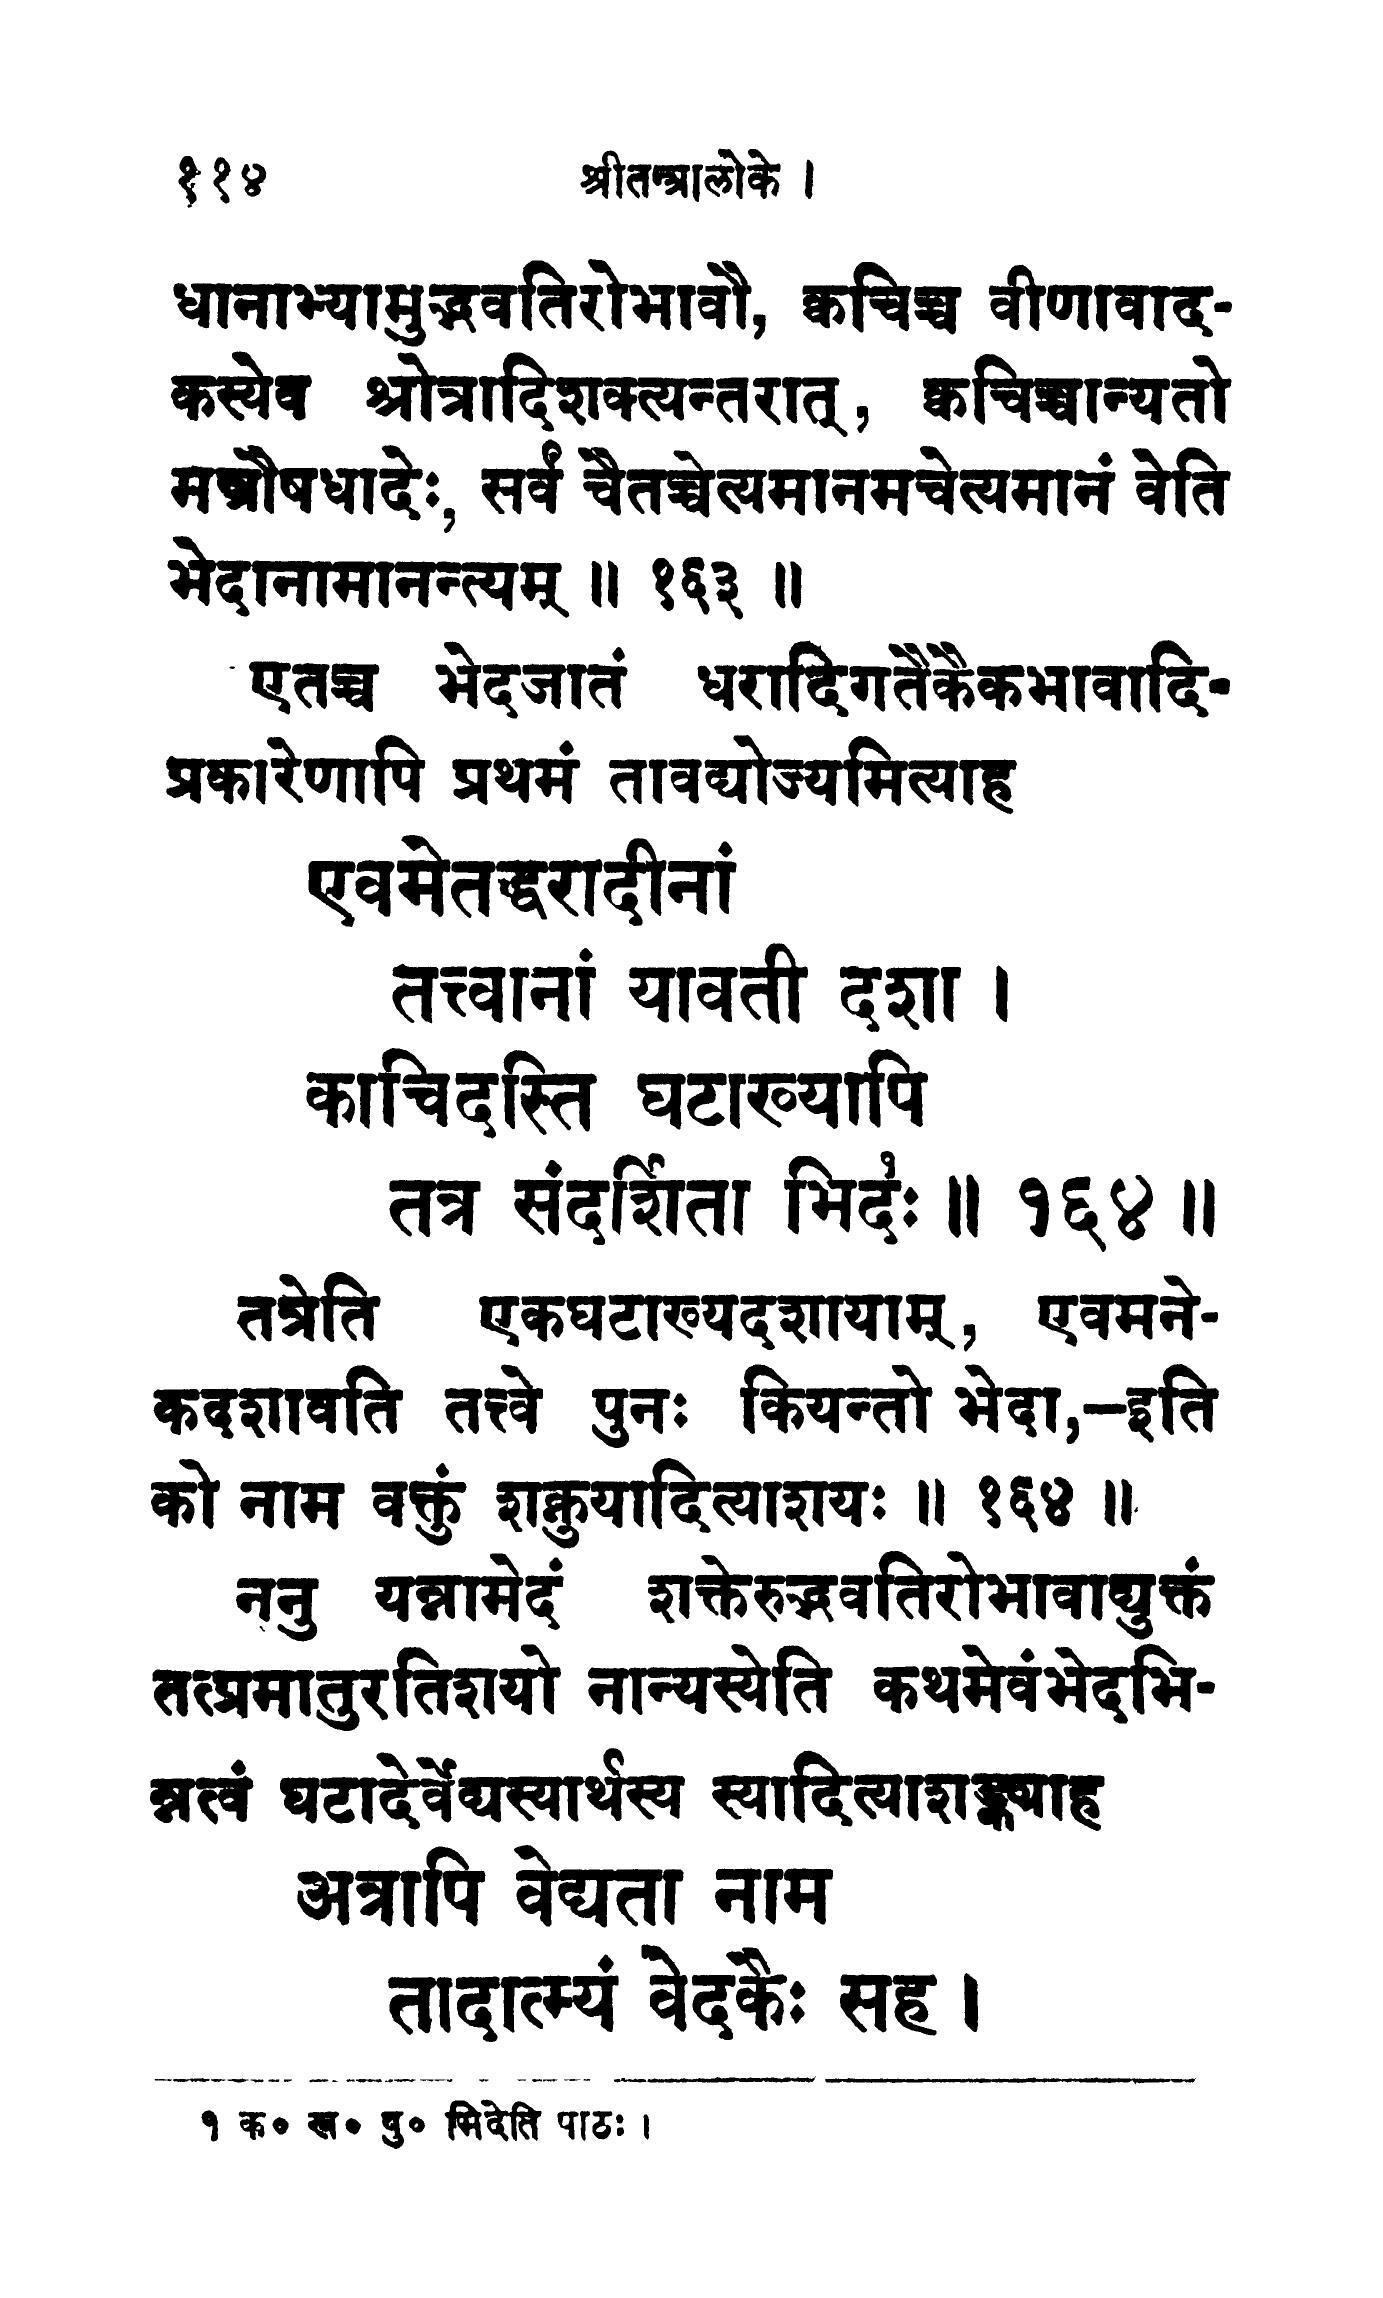 ११४ श्रीतन्त्रालोके ।
धानाभ्यामुद्भवतिरोभावौ, क्वचिच्च वीणावाद-
कस्येव श्रोत्रादिशक्त्यन्तरात्, क्वचिच्चान्यतो
मन्त्रौषधादेः, सर्वं चैतच्चेत्यमानमचेत्यमानं वेति
भेदानामानन्त्यम् ॥ १६३ ॥
एतच्च भेदजातं धरादिगतैकैकभावादि-
प्रकारेणापि प्रथमं तावद्योज्यमित्याह
एवमेतद्धरादीनां
तत्त्वानां यावती दशा ।
काचिदस्ति घटाख्यापि
तत्र संदर्शिता भिदः१ ॥ १६४ ॥
तत्रेति एकघटाख्यदशायाम्, एवमने-
कदशावति तत्त्वे पुनः कियन्तो भेदा,—इति
को नाम वक्तुं शक्नुयादित्याशयः ॥ १६४ ॥
ननु यन्नामेदं शक्तेरुद्भवतिरोभावाद्युक्तं
तत्प्रमातुरतिशयो नान्यस्येति कथमेवंभेदभि-
न्नत्वं घटादेर्वेद्यस्यार्थस्य स्यादित्याशङ्क्याह
अत्रापि वेद्यता नाम
तादात्म्यं वेदकैः सह ।
१ क० ख० पु० भिदेति पाठः ।